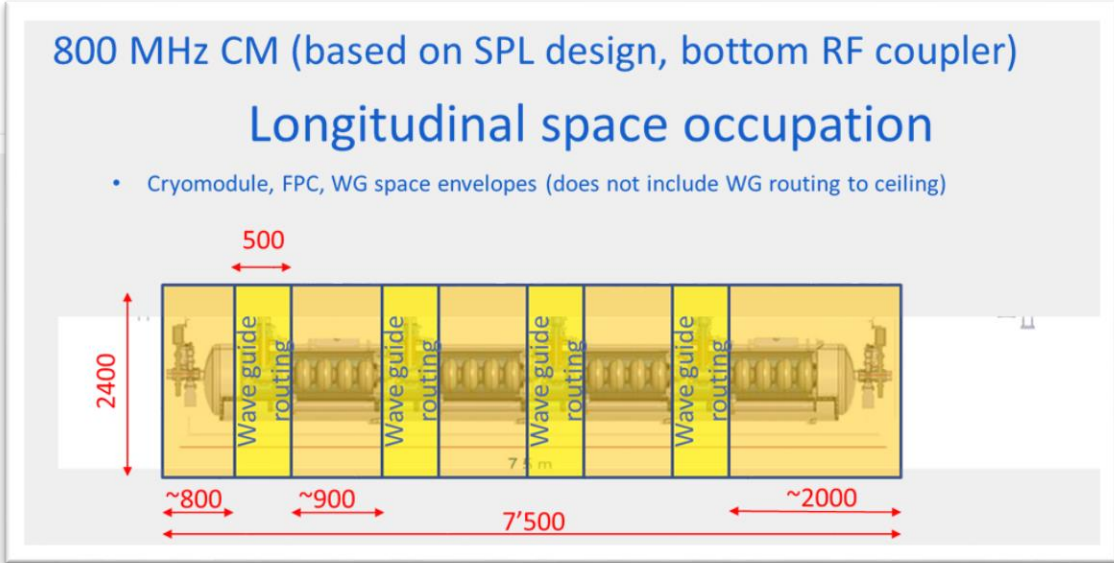 800 MHz CM (based on SPL design, bottom RF coupler)
Longitudinal space occupation
• Cryomodule, FPC, WG space envelopes (does not include WG routing to ceiling)
500
2400
Wave guide
routing
Wave guide
routing
Wave guide
routing
Wave guide
routing
7.5 m
~800
~900
~2000
7'500